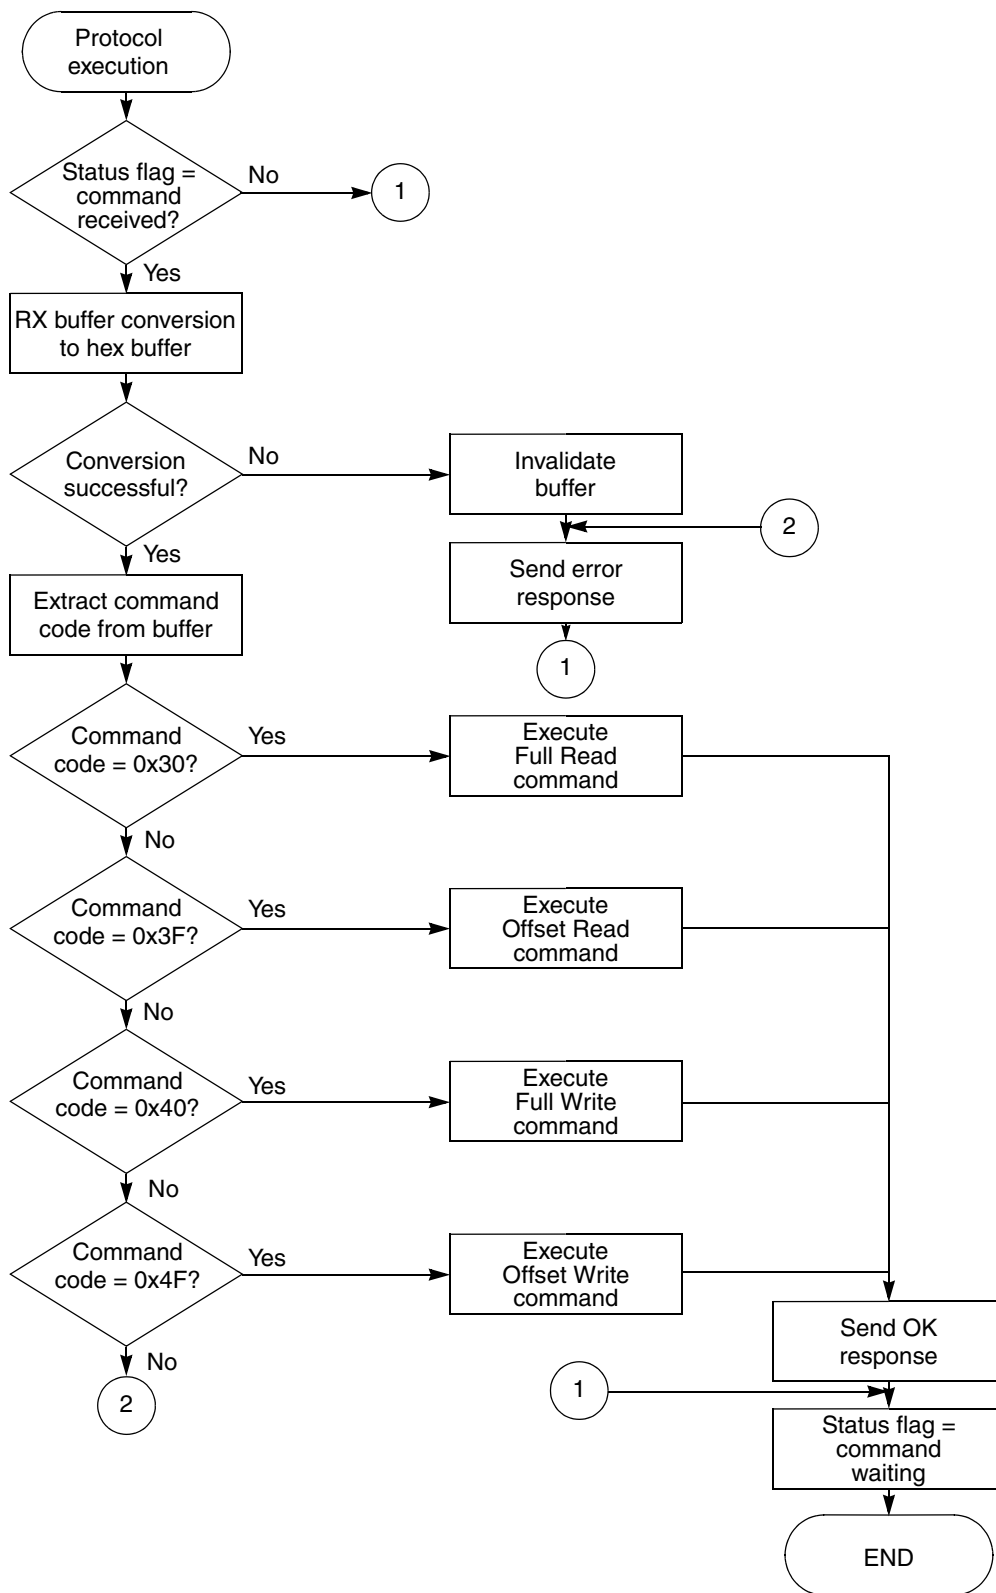 Protocol
execution
Status flag =
command
received?
No
1
Yes
RX buffer conversion
to hex buffer
Conversion
successful?
No
Invalidate
buffer
2
Yes
Send error
response
Extract command
code from buffer
1
Command
code = 0x30?
Yes
Execute
Full Read
command
No
Command
code = 0x3F?
Yes
Execute
Offset Read
command
No
Command
code = 0x40?
Yes
Execute
Full Write
command
No
Command
code = 0x4F?
Yes
Execute
Offset Write
command
Send OK
response
No
2
1
Status flag =
command
waiting
END